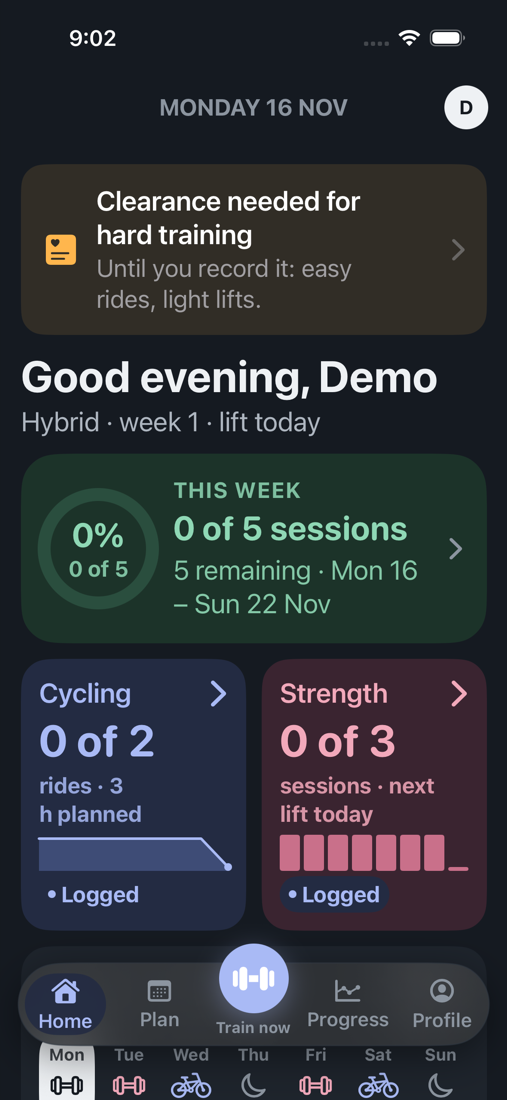 9:02
MONDAY 16 NOV
D
Clearance needed for
hard training
Until you record it: easy
rides, light lifts.
Good evening, Demo
Hybrid · week 1 · lift today
THIS WEEK
0%
0 of 5
0 of 5 sessions
5 remaining · Mon 16
– Sun 22 Nov
Cycling
0 of 2
rides · 3
h planned
• Logged
Strength
0 of 3
sessions · next
lift today
• Logged
Home
Plan
Train now
Progress
Profile
Mon Tue Wed Thu Fri Sat Sun